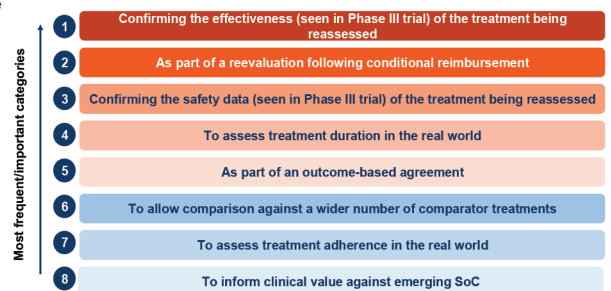 e
Most frequent/important categories
1
Confirming the effectiveness (seen in Phase III trial) of the treatment being
reassessed
2
As part of a reevaluation following conditional reimbursement
3
Confirming the safety data (seen in Phase III trial) of the treatment being reassessed
4
To assess treatment duration in the real world
5
As part of an outcome-based agreement
6
To allow comparison against a wider number of comparator treatments
7
To assess treatment adherence in the real world
8
To inform clinical value against emerging SoC